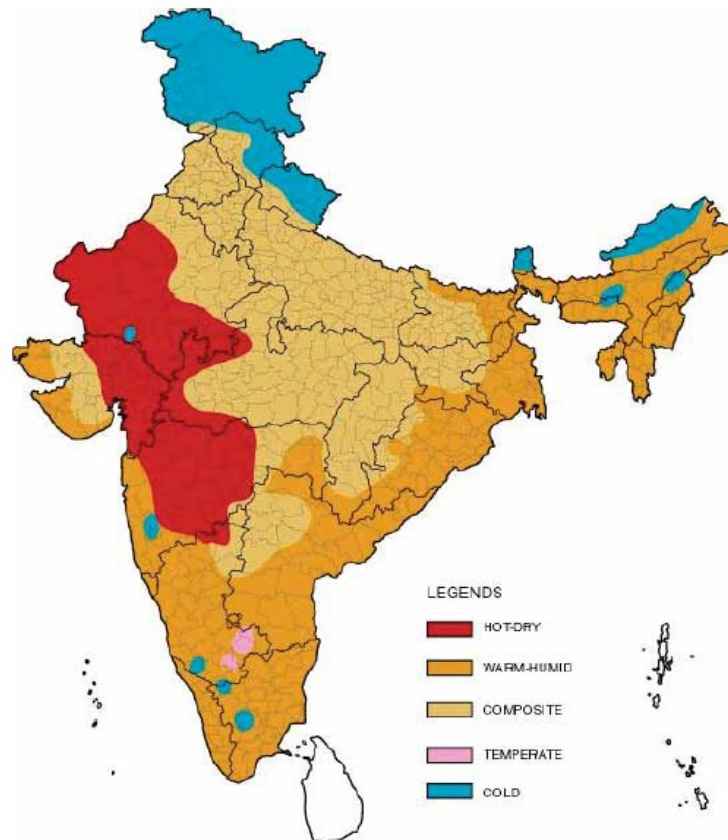 LEGENDS
HOT-DRY
WARM-HUMID
COMPOSITE
TEMPERATE
COLD